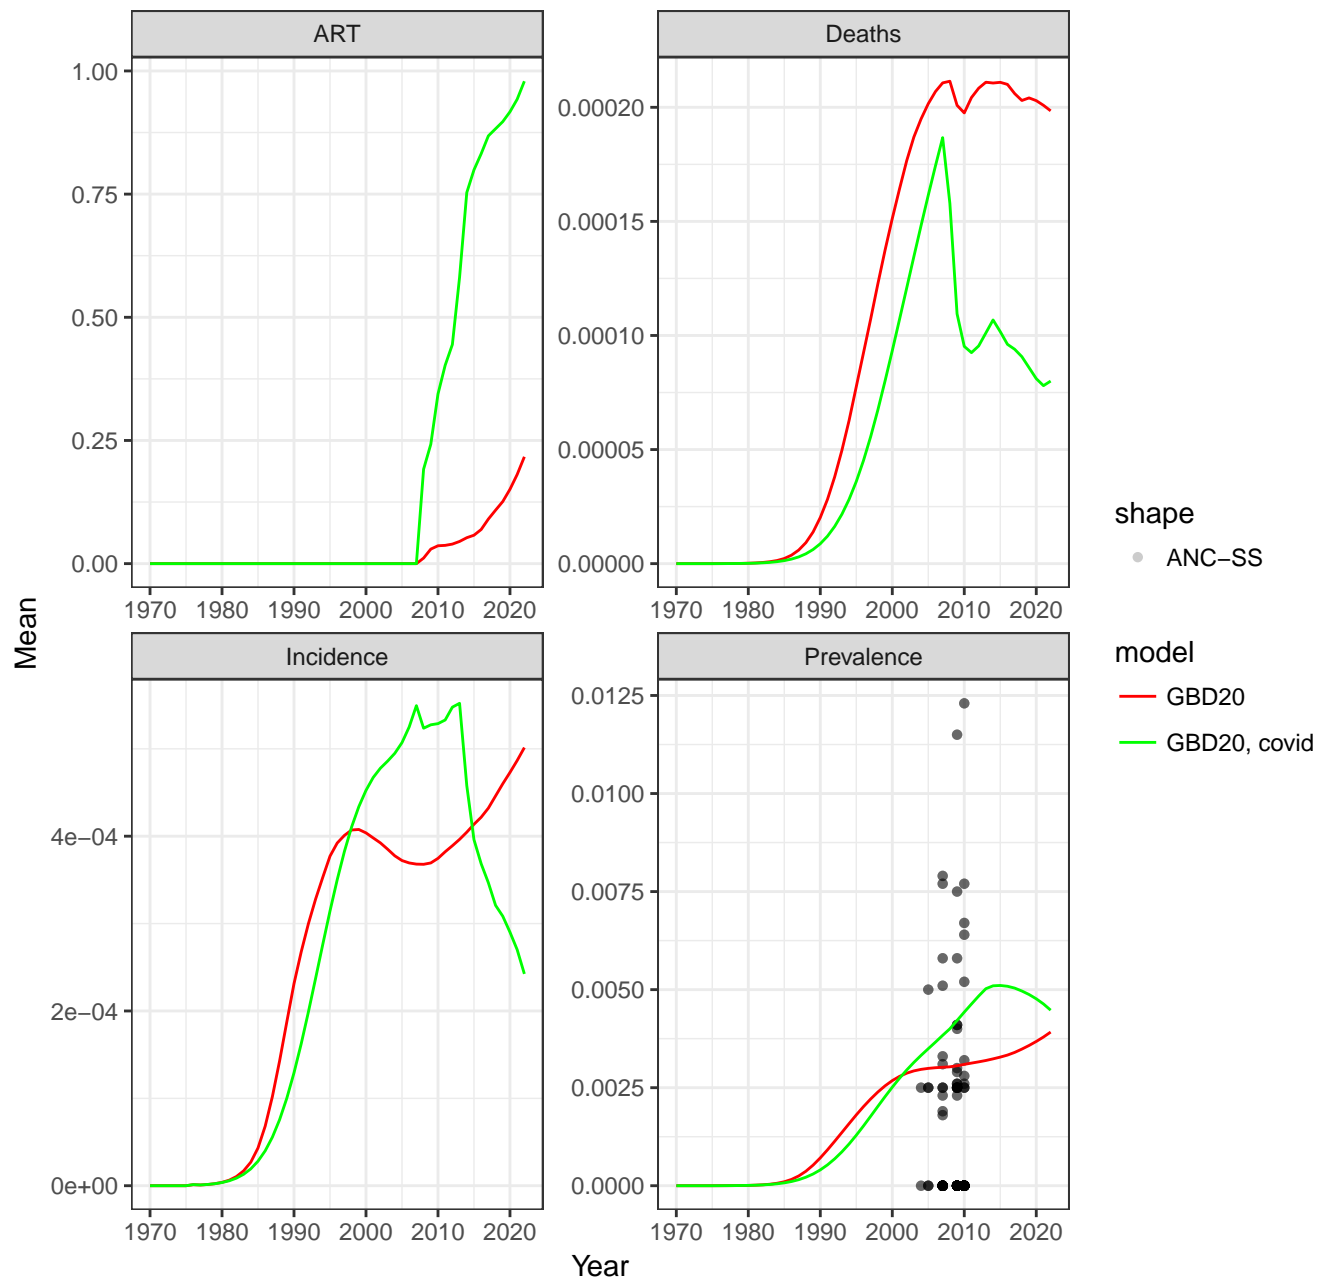 ART
Deaths
1.00
0.75
0.50
0.25
0.00
0.00020
0.00015
0.00010
0.00005
0.00000
1970 1980 1990 2000 2010 2020
1970 1980 1990 2000 2010 2020
Mean
Incidence
Prevalence
4e−04
2e−04
0e+00
0.0125
0.0100
0.0075
0.0050
0.0025
0.0000
1970 1980 1990 2000 2010 2020
1970 1980 1990 2000 2010 2020
Year
shape
ANC−SS
model
GBD20
GBD20, covid